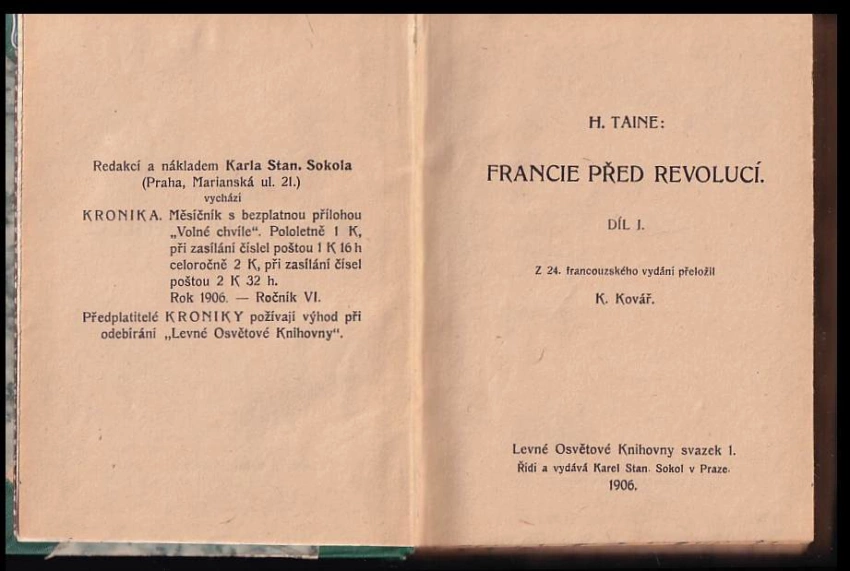 Redakcí a nákladem Karla Stan. Sokola
(Praha, Marianská ul. 21.)
vychází
KRONIKA. Měsíčník s bezplatnou přílohou
„Volné chvíle“. Pololetně 1 K,
při zasílání číslel poštou 1 K 16 h
celoročně 2 K, při zasílání čísel
poštou 2 K 32 h.
Rok 1906. — Ročník VI.
Předplatitelé KRONIKY požívají výhod při
odebírání „Levné Osvětové Knihovny“.
H. TAINE:
FRANCIE PŘED REVOLUCÍ.
DÍL I.
Z 24. francouzského vydání přeložil
K. Kovář.
Levné Osvětové Knihovny svazek 1.
Řídí a vydává Karel Stan. Sokol v Praze.
1906.